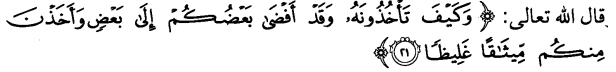 قال الله تعالى: ﴿ وَكَيْفَ تَأْخُذُونَهُۥ وَقَدْ أَفْضَىٰ بَعْضُكُمْ إِلَىٰ بَعْضٍ وَأَخَذْنَ
مِنكُم مِّيثَٰقًا غَلِيظًا ﴿٢١﴾ ﴾